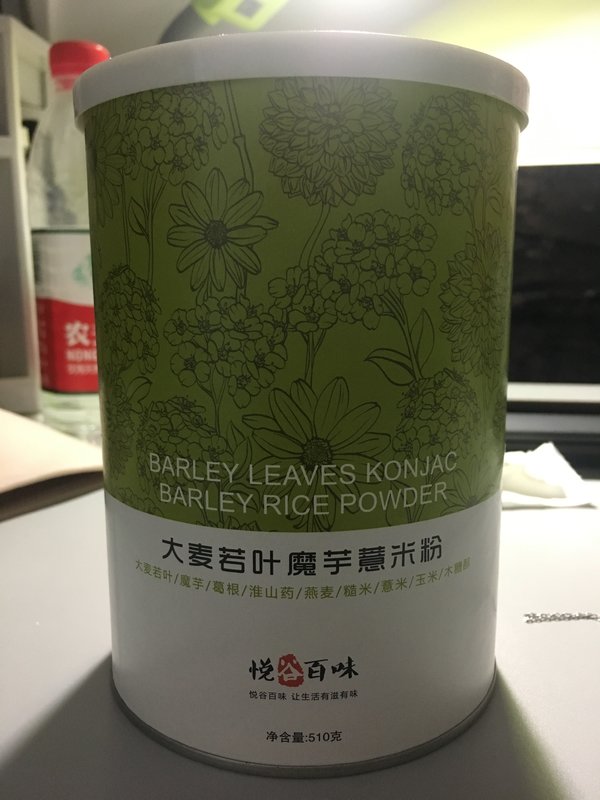 农
NONG
BARLEY LEAVES KONJAC
BARLEY RICE POWDER
大麦若叶魔芋薏米粉
大麦若叶/魔芋/葛根/淮山药/燕麦/糙米/薏米/玉米/木糖醇
悦谷百味
悦谷百味 让生活有滋有味
净含量:510克